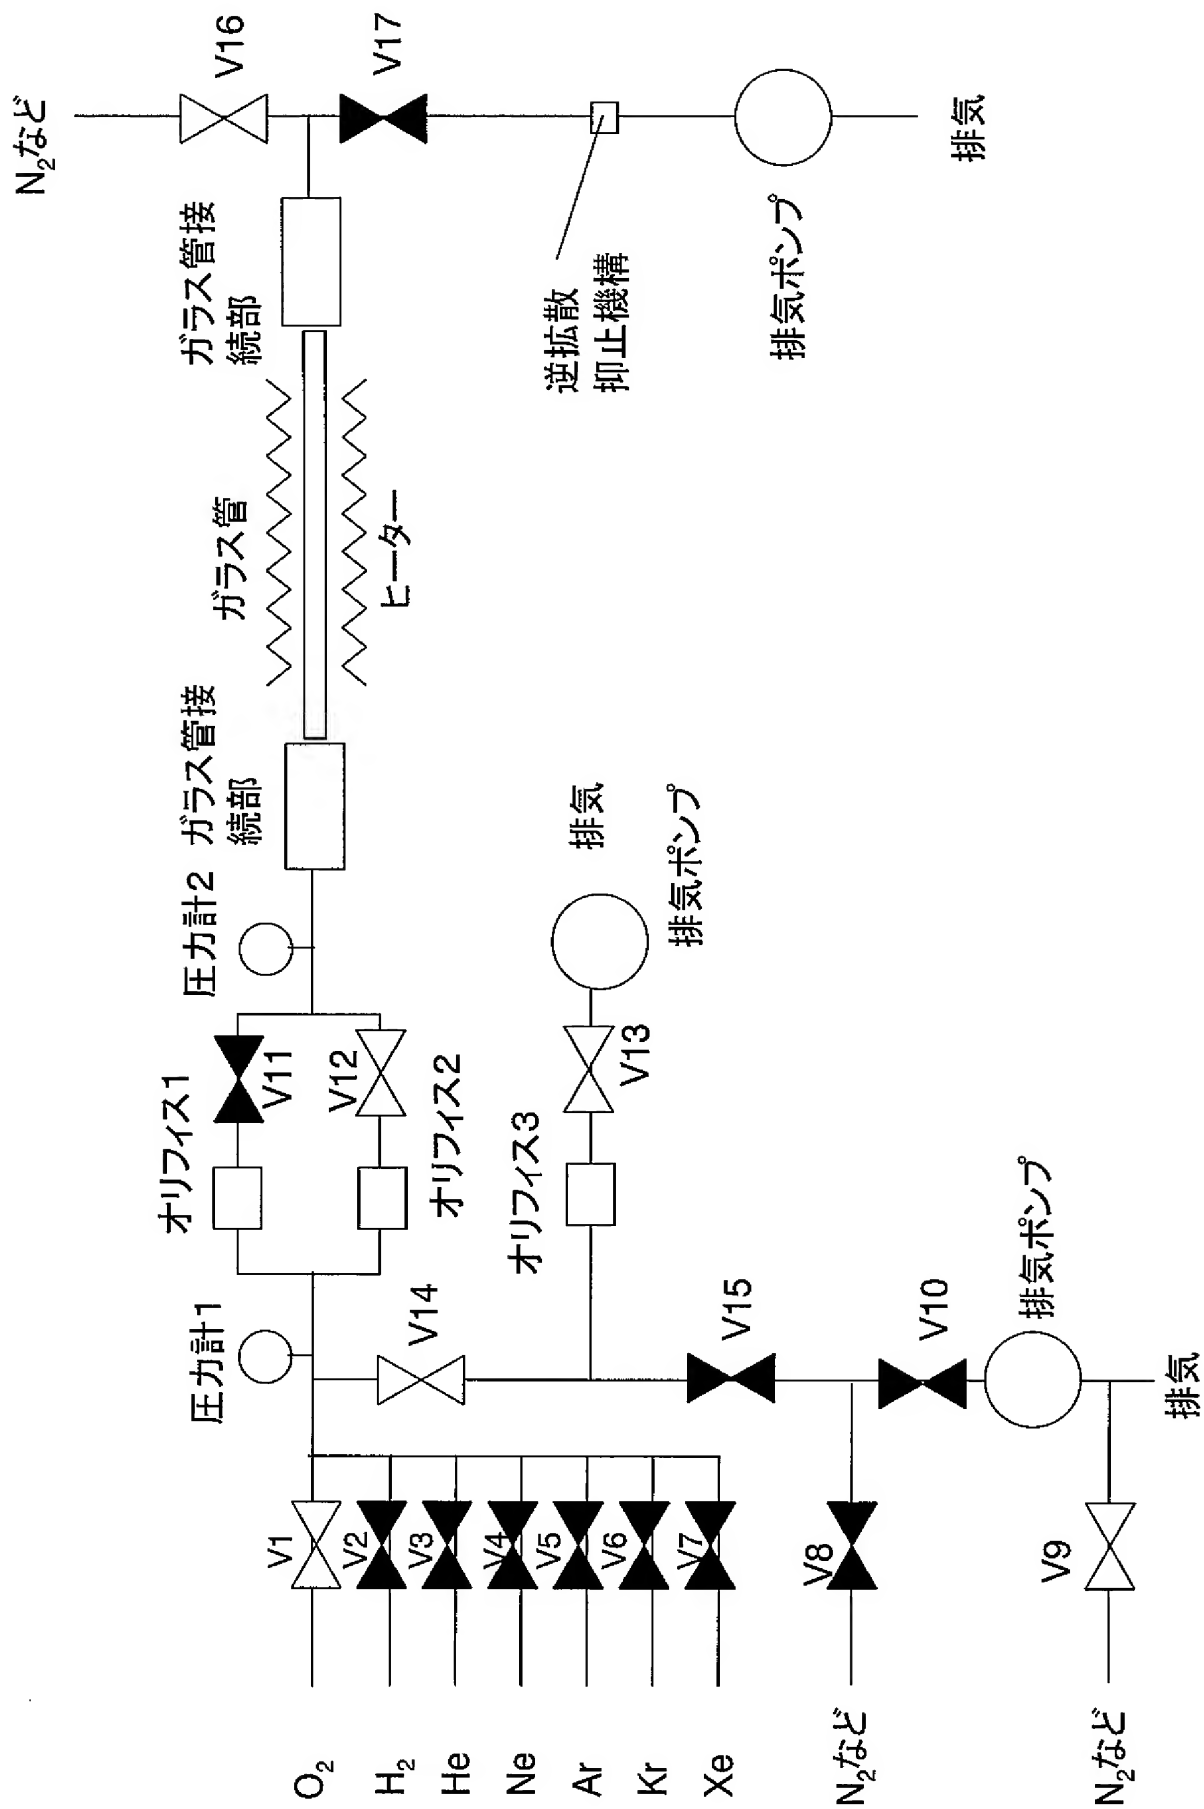 N₂など
V16
V17
ガラス管接
続部
逆拡散
抑止機構
排気ポンプ
排気
ガラス管
ヒーター
ガラス管接
続部
圧力計2
オリフィス1
V11
V12
オリフィス2
排気
排気ポンプ
V13
オリフィス3
圧力計1
V14
V15
V10
排気ポンプ
排気
V1
V2
V3
V4
V5
V6
V7
V8
V9
O₂
H₂
He
Ne
Ar
Kr
Xe
N₂など
N₂など